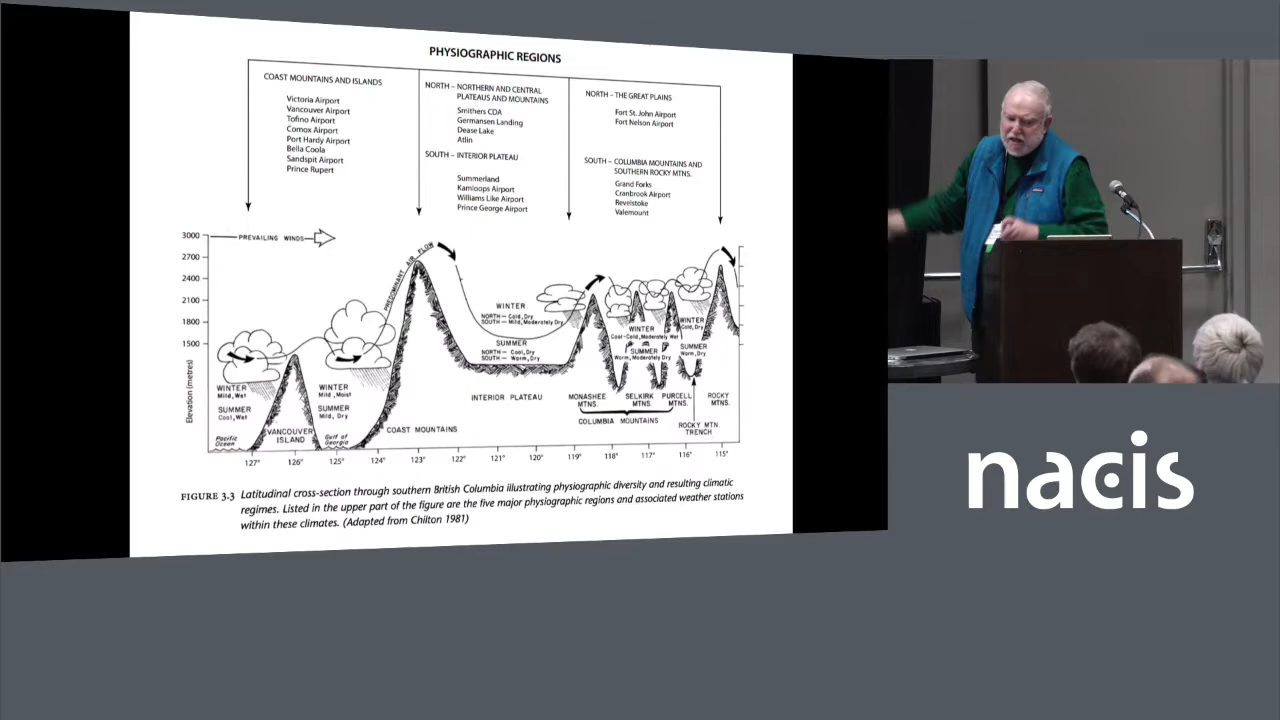 PHYSIOGRAPHIC REGIONS
COAST MOUNTAINS AND ISLANDS
Victoria Airport
Vancouver Airport
Tofino Airport
Comox Airport
Port Hardy Airport
Bella Coola
Sandspit Airport
Prince Rupert
NORTH – NORTHERN AND CENTRAL
PLATEAUS AND MOUNTAINS
Smithers CDA
Germansen Landing
Dease Lake
Atlin
SOUTH – INTERIOR PLATEAU
Summerland
Kamloops Airport
Williams Like Airport
Prince George Airport
NORTH – THE GREAT PLAINS
Fort St. John Airport
Fort Nelson Airport
SOUTH – COLUMBIA MOUNTAINS AND
SOUTHERN ROCKY MTNS.
Grand Forks
Cranbrook Airport
Revelstoke
Valemount
3000
2700
2400
2100
1800
1500
Elevation (metres)
PREVAILING WINDS
PREDOMINANT AIR FLOW
WINTER
Mild, Wet
SUMMER
Cool, Wet
Pacific
Ocean
VANCOUVER
ISLAND
WINTER
Mild, Moist
SUMMER
Mild, Dry
Gulf of
Georgia
COAST MOUNTAINS
WINTER
NORTH — Cold, Dry
SOUTH — Mild, Moderately Dry
SUMMER
NORTH — Cool, Dry
SOUTH — Warm, Dry
INTERIOR PLATEAU
WINTER
Cool-Cold, Moderately Wet
SUMMER
Warm, Moderately Dry
WINTER
Cold, Dry
SUMMER
Warm, Dry
MONASHEE
MTNS.
SELKIRK
MTNS.
PURCELL
MTNS.
ROCKY
MTNS.
COLUMBIA MOUNTAINS
ROCKY MTN.
TRENCH
127° 126° 125° 124° 123° 122° 121° 120° 119° 118° 117° 116° 115°
FIGURE 3.3 Latitudinal cross-section through southern British Columbia illustrating physiographic diversity and resulting climatic
regimes. Listed in the upper part of the figure are the five major physiographic regions and associated weather stations
within these climates. (Adapted from Chilton 1981)
nacis